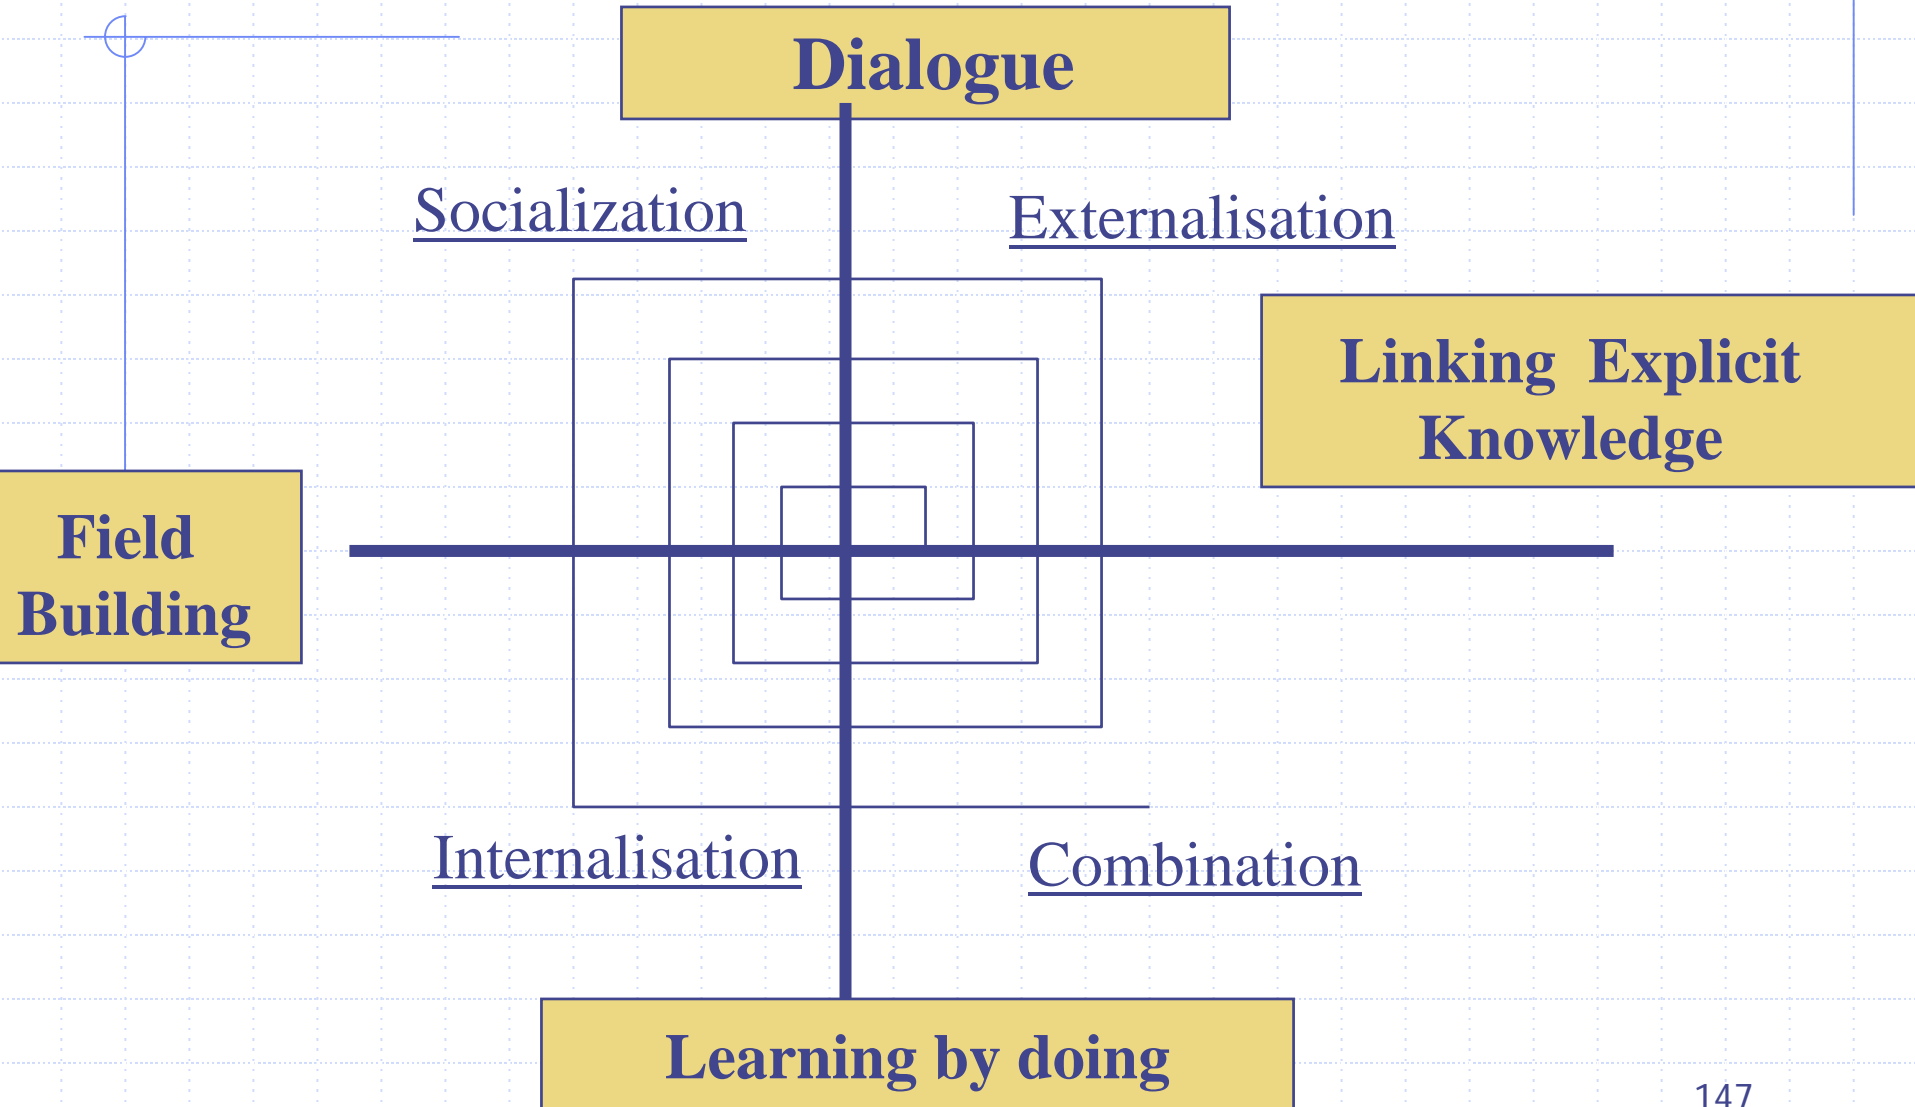 Dialogue
Socialization
Externalisation
Linking Explicit
Knowledge
Field
Building
Internalisation
Combination
Learning by doing
147